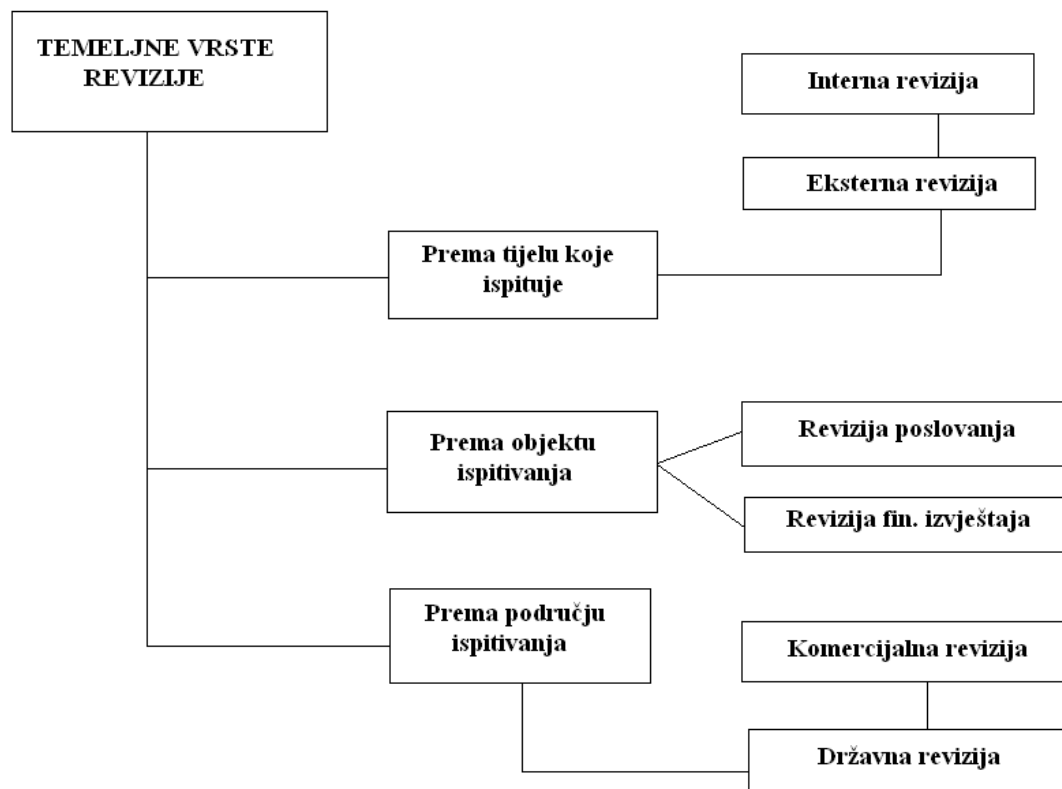 TEMELJNE VRSTE
REVIZIJE
Interna revizija
Eksterna revizija
Prema tijelu koje
ispituje
Prema objektu
ispitivanja
Revizija poslovanja
Revizija fin. izvještaja
Prema području
ispitivanja
Komercijalna revizija
Državna revizija